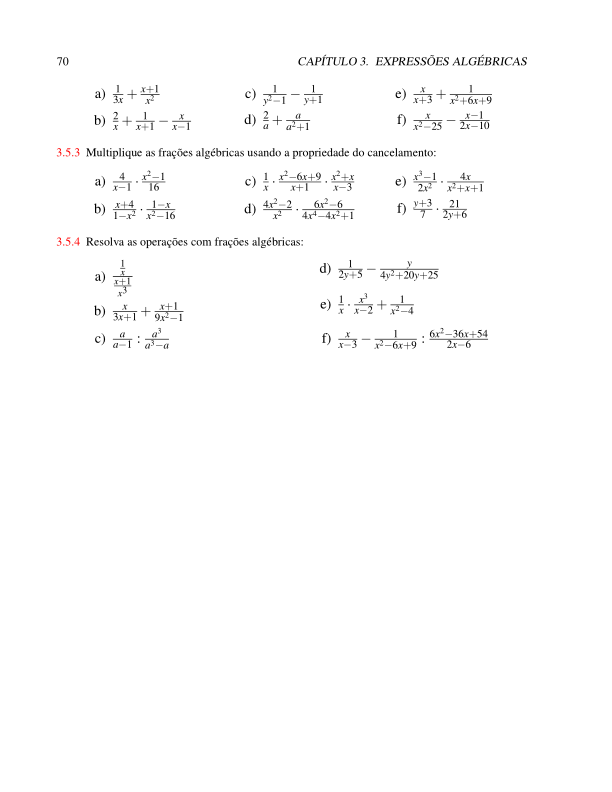 70 CAPÍTULO 3. EXPRESSÕES ALGÉBRICAS
a) \frac{1}{3x} + \frac{x+1}{x^2} c) \frac{1}{y^2-1} - \frac{1}{y+1} e) \frac{x}{x+3} + \frac{1}{x^2+6x+9}
b) \frac{2}{x} + \frac{1}{x+1} - \frac{x}{x-1} d) \frac{2}{a} + \frac{a}{a^2+1} f) \frac{x}{x^2-25} - \frac{x-1}{2x-10}
3.5.3 Multiplique as frações algébricas usando a propriedade do cancelamento:
a) \frac{4}{x-1} \cdot \frac{x^2-1}{16} c) \frac{1}{x} \cdot \frac{x^2-6x+9}{x+1} \cdot \frac{x^2+x}{x-3} e) \frac{x^3-1}{2x^2} \cdot \frac{4x}{x^2+x+1}
b) \frac{x+4}{1-x^2} \cdot \frac{1-x}{x^2-16} d) \frac{4x^2-2}{x^2} \cdot \frac{6x^2-6}{4x^4-4x^2+1} f) \frac{y+3}{7} \cdot \frac{21}{2y+6}
3.5.4 Resolva as operações com frações algébricas:
a) \frac{\frac{1}{x}}{\frac{x+1}{x^3}} d) \frac{1}{2y+5} - \frac{y}{4y^2+20y+25}
b) \frac{x}{3x+1} + \frac{x+1}{9x^2-1} e) \frac{1}{x} \cdot \frac{x^3}{x-2} + \frac{1}{x^2-4}
c) \frac{a}{a-1} : \frac{a^3}{a^3-a} f) \frac{x}{x-3} - \frac{1}{x^2-6x+9} : \frac{6x^2-36x+54}{2x-6}